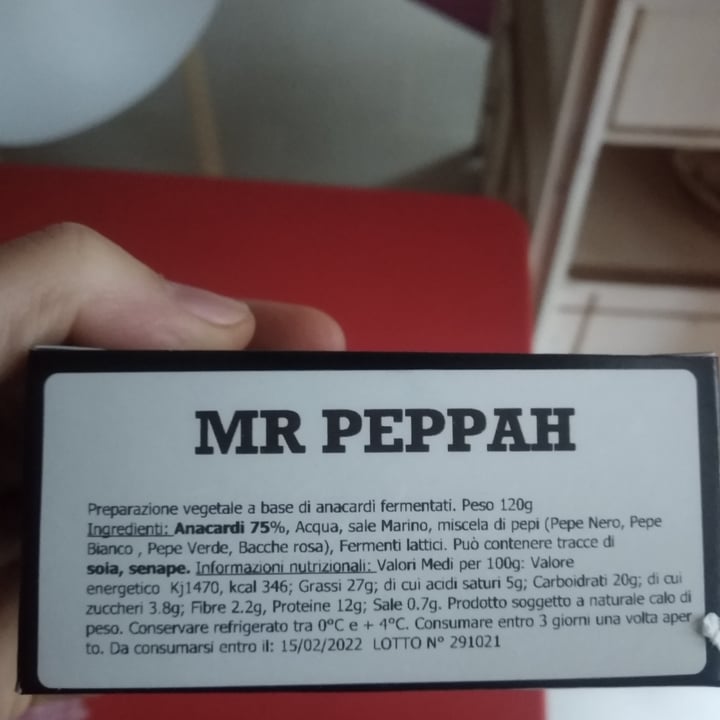 MR PEPPAH
Preparazione vegetale a base di anacardi fermentati. Peso 120g
Ingredienti: Anacardi 75%, Acqua, sale Marino, miscela di pepi (Pepe Nero, Pepe
Bianco , Pepe Verde, Bacche rosa), Fermenti lattici. Può contenere tracce di
soia, senape. Informazioni nutrizionali: Valori Medi per 100g: Valore
energetico Kj1470, kcal 346; Grassi 27g; di cui acidi saturi 5g; Carboidrati 20g; di cui
zuccheri 3.8g; Fibre 2.2g, Proteine 12g; Sale 0.7g. Prodotto soggetto a naturale calo di
peso. Conservare refrigerato tra 0°C e + 4°C. Consumare entro 3 giorni una volta aper
to. Da consumarsi entro il: 15/02/2022 LOTTO N° 291021